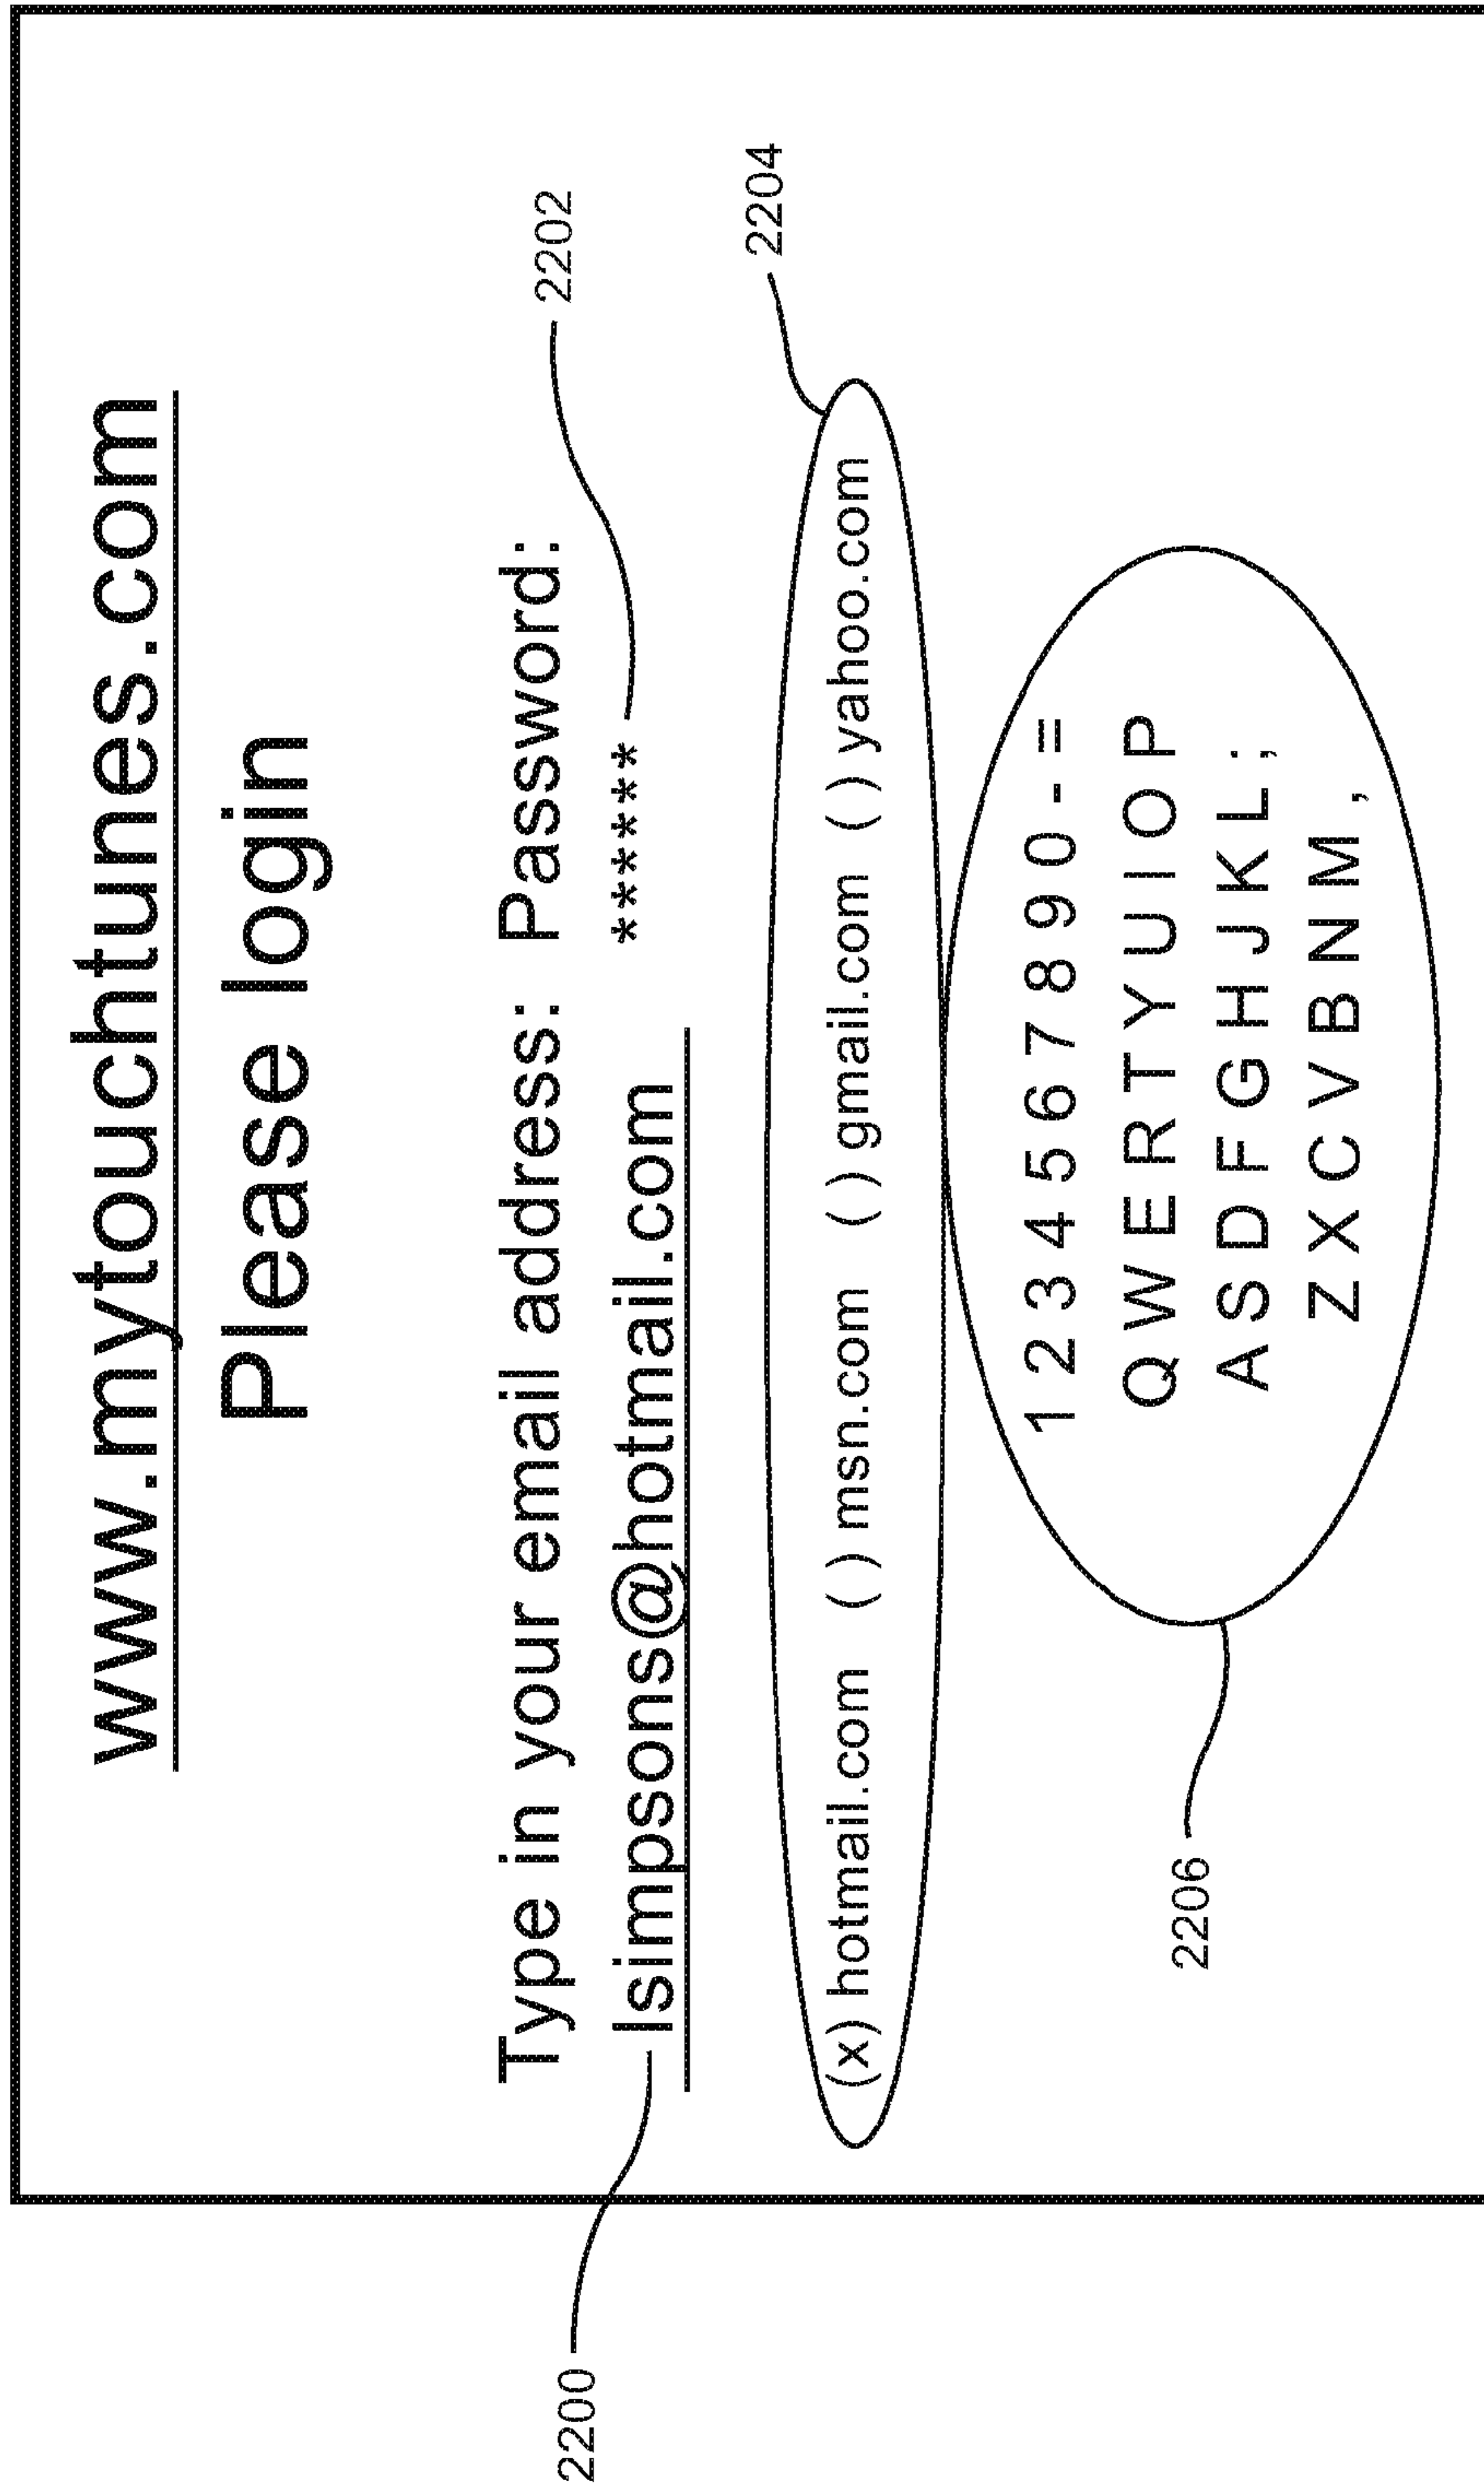 www.mytouchtunes.com
Please login
Type in your email address: Password:
lsimpsons@hotmail.com ******
2200
2202
2204
(x) hotmail.com ( ) msn.com ( ) gmail.com ( ) yahoo.com
1 2 3 4 5 6 7 8 9 0 - =
Q W E R T Y U I O P
A S D F G H J K L ;
Z X C V B N M ,
2206